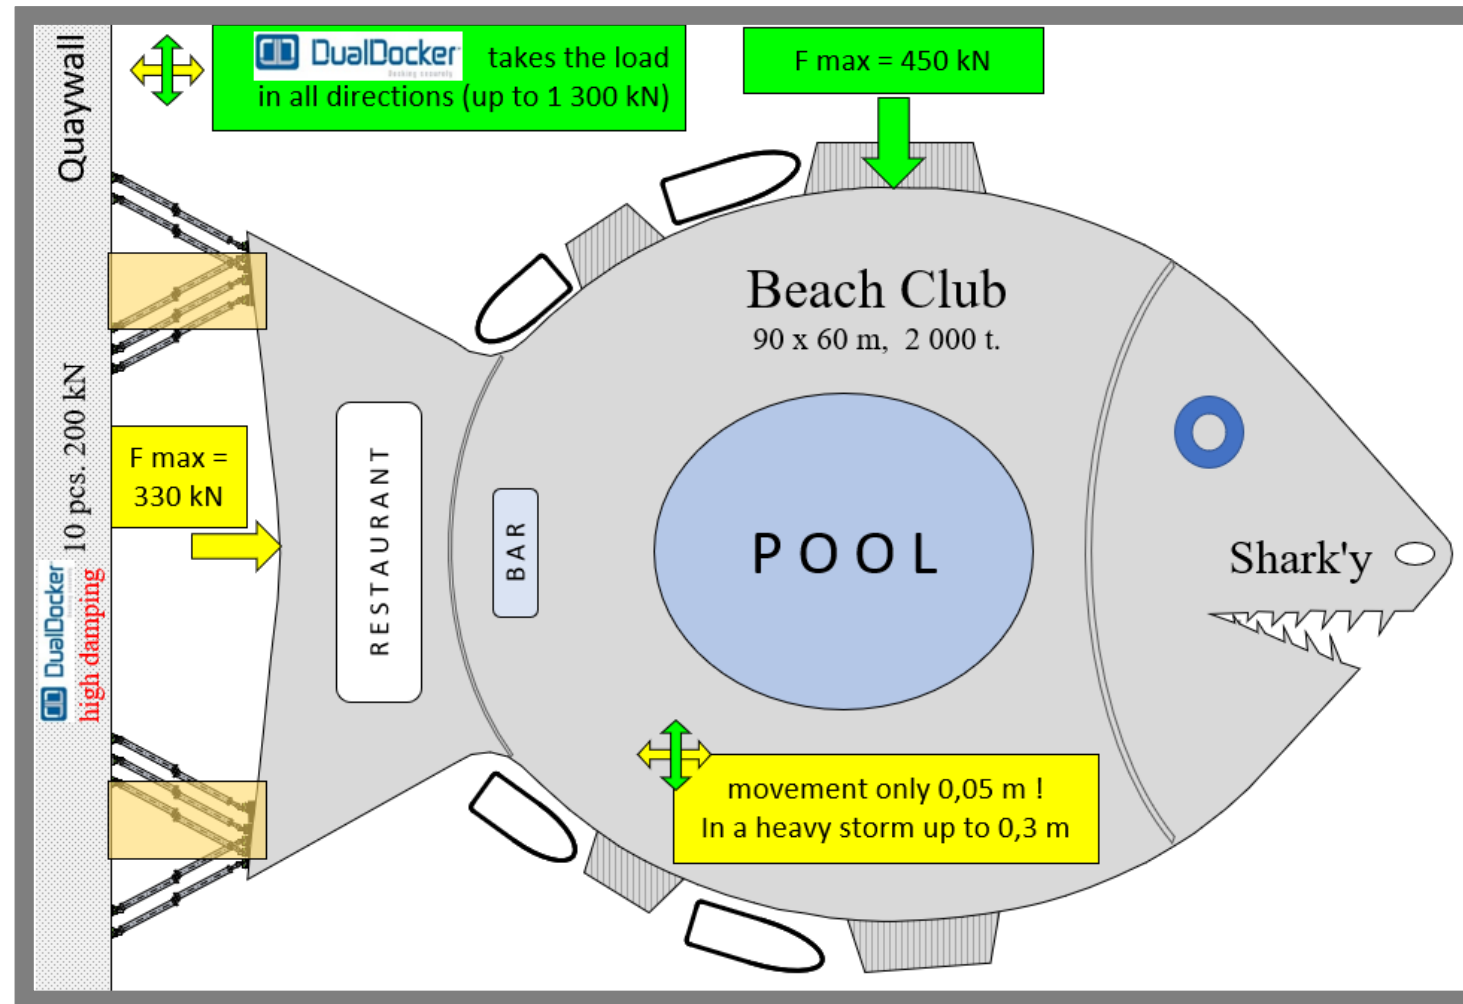 Quaywall
DualDocker takes the load
in all directions (up to 1 300 kN)
F max = 450 kN
Beach Club
90 x 60 m, 2 000 t.
10 pcs. 200 kN
DualDocker
high damping
F max =
330 kN
RESTAURANT
BAR
POOL
Shark'y
movement only 0,05 m !
In a heavy storm up to 0,3 m